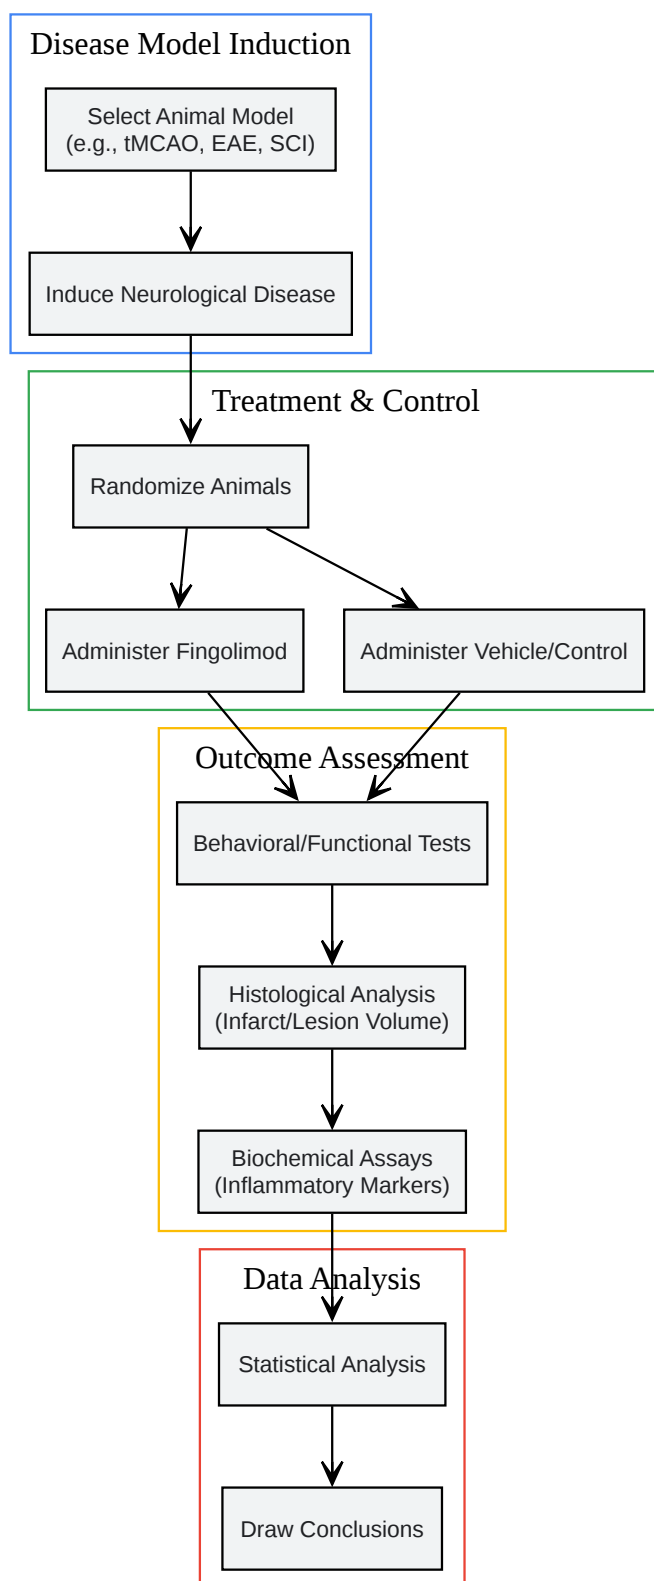 Disease Model Induction
Select Animal Model
(e.g., tMCAO, EAE, SCI)
Induce Neurological Disease
Treatment & Control
Randomize Animals
Administer Fingolimod
Administer Vehicle/Control
Outcome Assessment
Behavioral/Functional Tests
Histological Analysis
(Infarct/Lesion Volume)
Biochemical Assays
(Inflammatory Markers)
Data Analysis
Statistical Analysis
Draw Conclusions